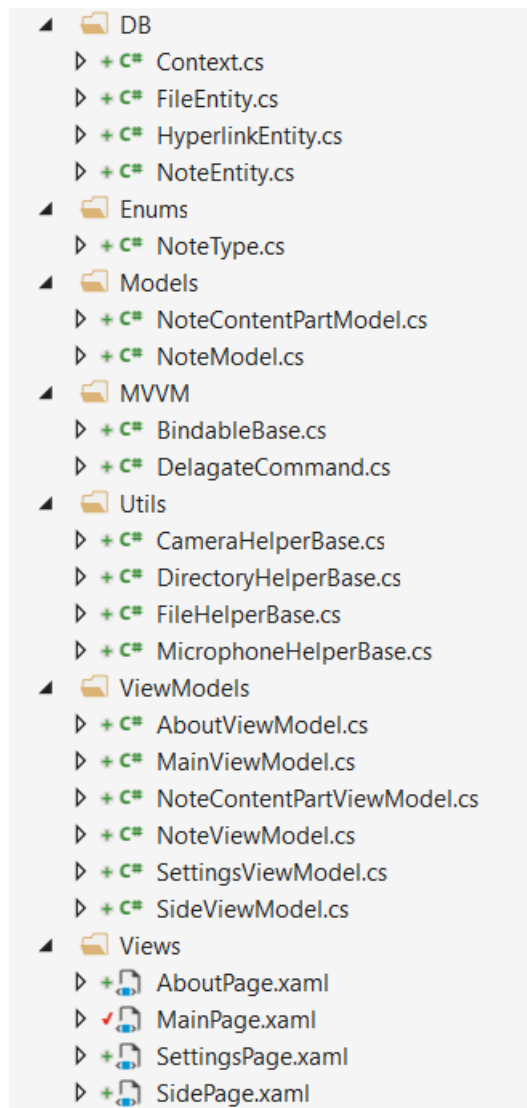 DB
C# Context.cs
C# FileEntity.cs
C# HyperlinkEntity.cs
C# NoteEntity.cs
Enums
C# NoteType.cs
Models
C# NoteContentPartModel.cs
C# NoteModel.cs
MVVM
C# BindableBase.cs
C# DelagateCommand.cs
Utils
C# CameraHelperBase.cs
C# DirectoryHelperBase.cs
C# FileHelperBase.cs
C# MicrophoneHelperBase.cs
ViewModels
C# AboutViewModel.cs
C# MainViewModel.cs
C# NoteContentPartViewModel.cs
C# NoteViewModel.cs
C# SettingsViewModel.cs
C# SideViewModel.cs
Views
AboutPage.xaml
MainPage.xaml
SettingsPage.xaml
SidePage.xaml